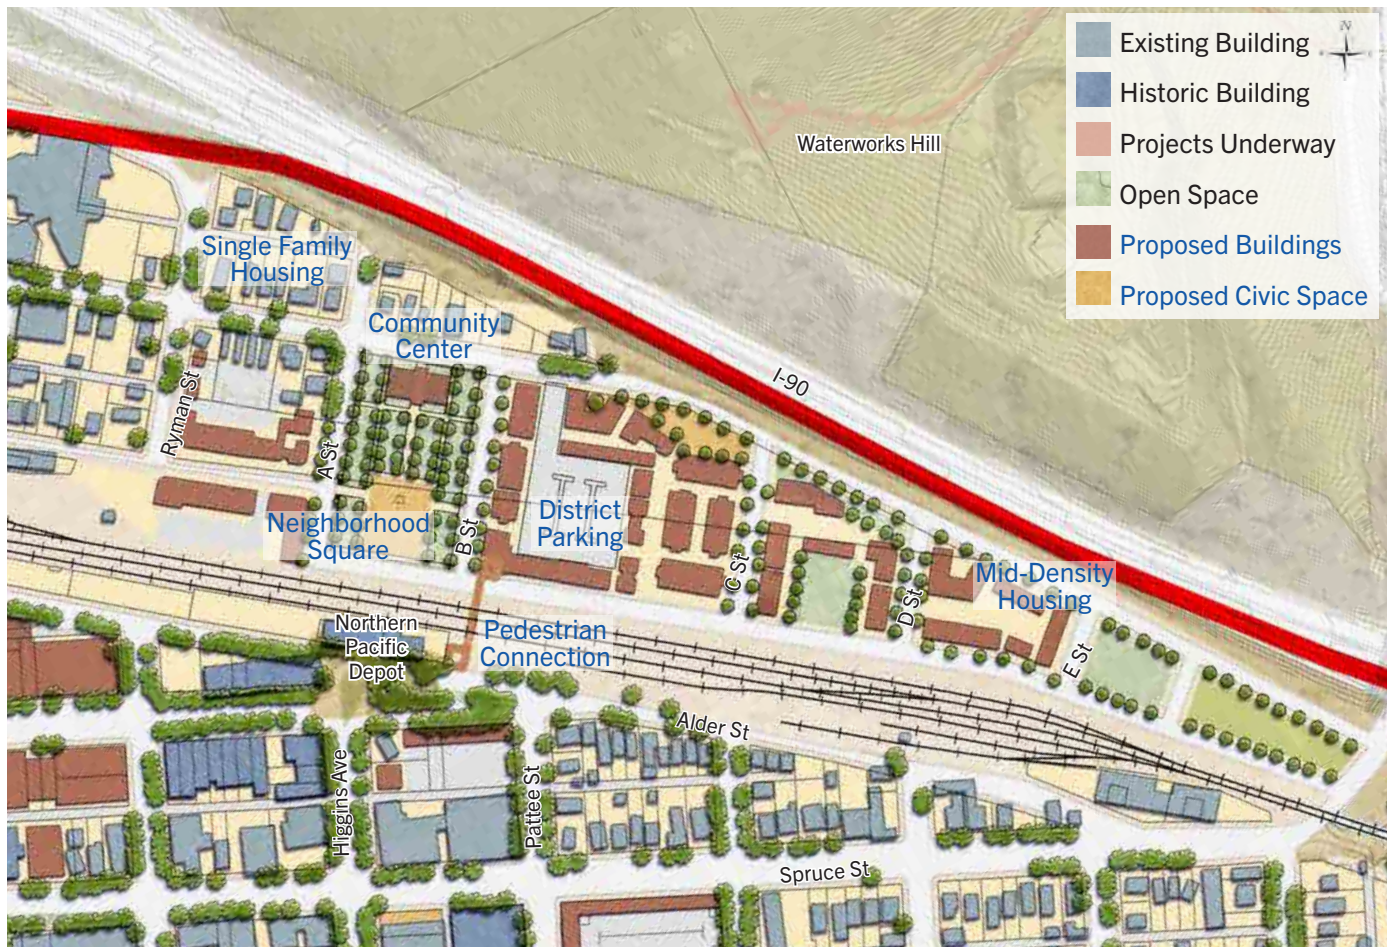 N
Existing Building
Historic Building
Projects Underway
Open Space
Proposed Buildings
Proposed Civic Space
Waterworks Hill
I-90
Single Family
Housing
Community
Center
Ryman St
A St
Neighborhood
Square
B St
District
Parking
C St
D St
Mid-Density
Housing
E St
Northern
Pacific
Depot
Pedestrian
Connection
Alder St
Higgins Ave
Pattee St
Spruce St